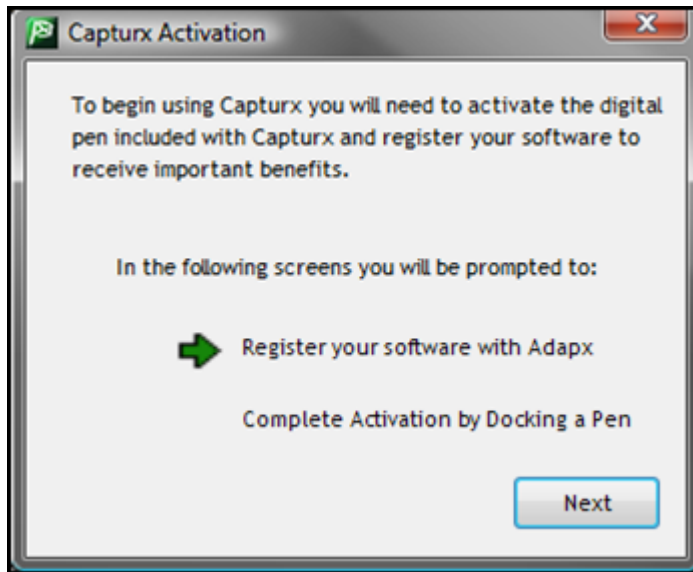 Capturx Activation
To begin using Capturx you will need to activate the digital
pen included with Capturx and register your software to
receive important benefits.
In the following screens you will be prompted to:
Register your software with Adapx
Complete Activation by Docking a Pen
Next